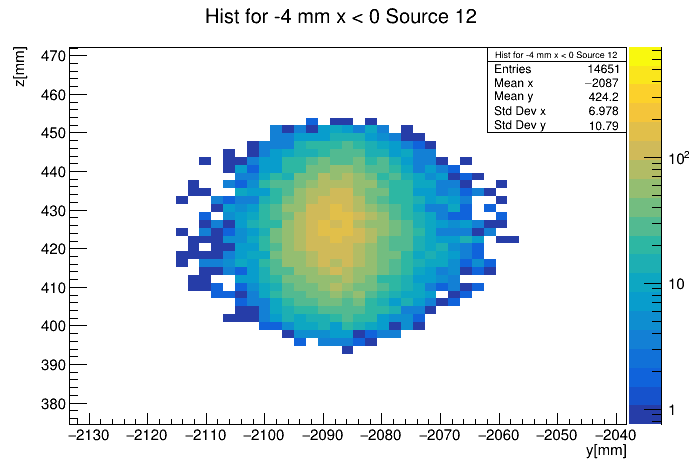 Hist for -4 mm x < 0 Source 12
z[mm]
470
460
450
440
430
420
410
400
390
380
Hist for -4 mm x < 0 Source 12
Entries 14651
Mean x −2087
Mean y 424.2
Std Dev x 6.978
Std Dev y 10.79
10²
10
1
−2130 −2120 −2110 −2100 −2090 −2080 −2070 −2060 −2050 −2040
y[mm]